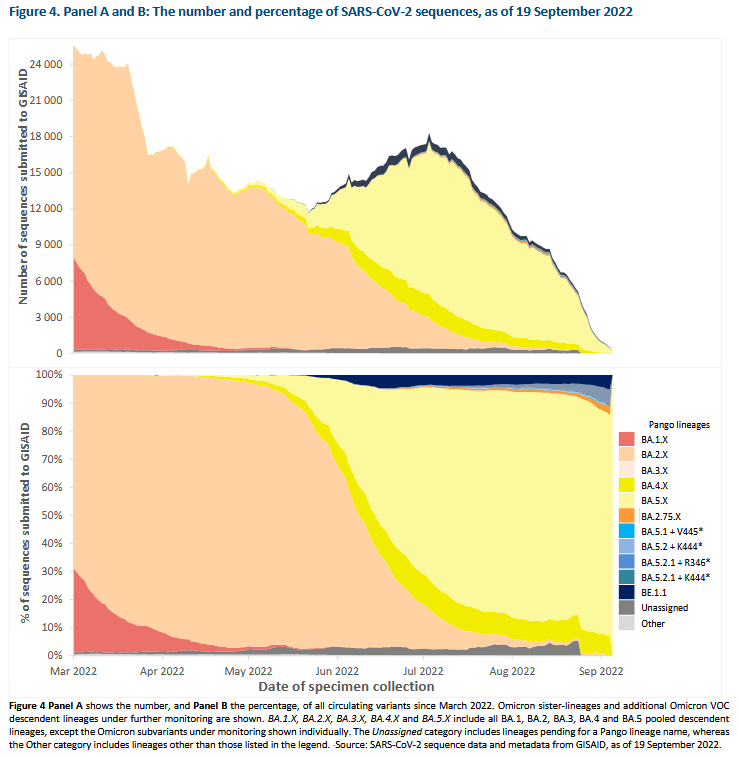 Figure 4. Panel A and B: The number and percentage of SARS-CoV-2 sequences, as of 19 September 2022
Number of sequences submitted to GISAID
24 000
21 000
18 000
15 000
12 000
9 000
6 000
3 000
0
% of sequences submitted to GISAID
100%
90%
80%
70%
60%
50%
40%
30%
20%
10%
0%
Mar 2022
Apr 2022
May 2022
Jun 2022
Jul 2022
Aug 2022
Sep 2022
Date of specimen collection
Pango lineages
BA.1.X
BA.2.X
BA.3.X
BA.4.X
BA.5.X
BA.2.75.X
BA.5.1 + V445*
BA.5.2 + K444*
BA.5.2.1 + R346*
BA.5.2.1 + K444*
BE.1.1
Unassigned
Other
Figure 4 Panel A shows the number, and Panel B the percentage, of all circulating variants since March 2022. Omicron sister-lineages and additional Omicron VOC
descendent lineages under further monitoring are shown. BA.1.X, BA.2.X, BA.3.X, BA.4.X and BA.5.X include all BA.1, BA.2, BA.3, BA.4 and BA.5 pooled descendent
lineages, except the Omicron subvariants under monitoring shown individually. The Unassigned category includes lineages pending for a Pango lineage name, whereas
the Other category includes lineages other than those listed in the legend. -Source: SARS-CoV-2 sequence data and metadata from GISAID, as of 19 September 2022.